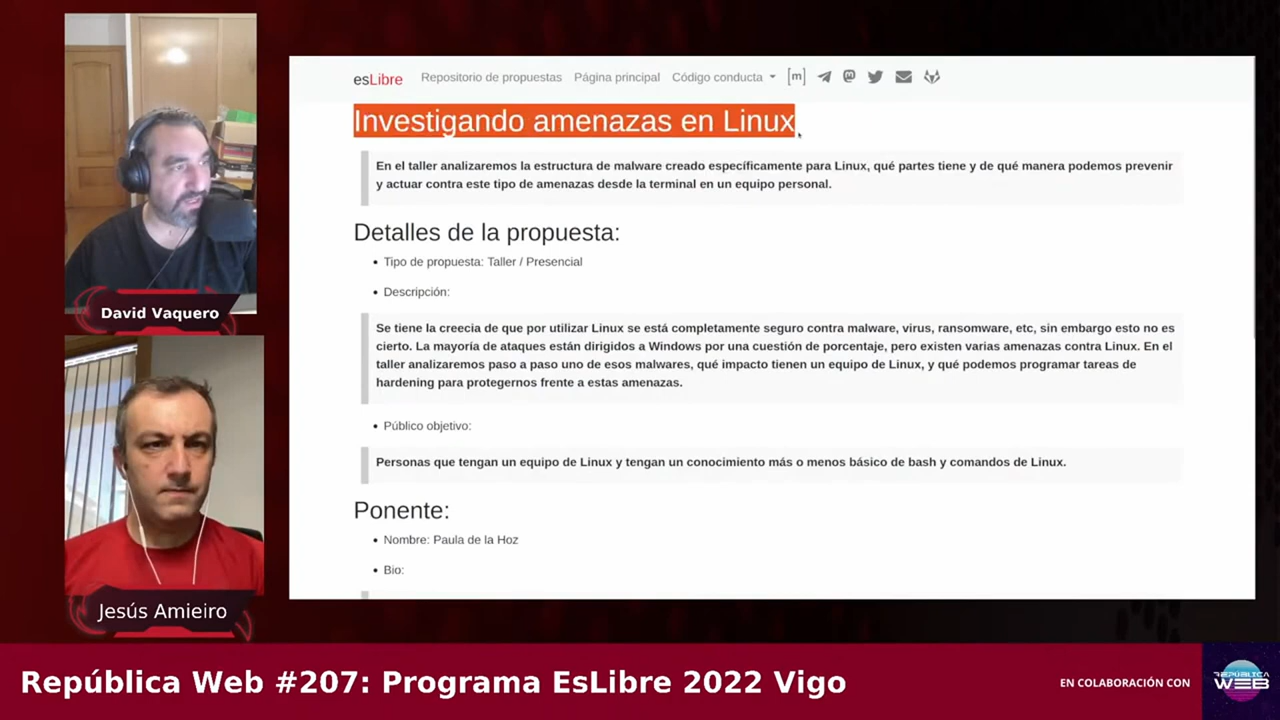 esLibre
Repositorio de propuestas
Página principal
Código conducta
[m]
Investigando amenazas en Linux
En el taller analizaremos la estructura de malware creado específicamente para Linux, qué partes tiene y de qué manera podemos prevenir
y actuar contra este tipo de amenazas desde la terminal en un equipo personal.
Detalles de la propuesta:
• Tipo de propuesta: Taller / Presencial
• Descripción:
Se tiene la creecia de que por utilizar Linux se está completamente seguro contra malware, virus, ransomware, etc, sin embargo esto no es
cierto. La mayoría de ataques están dirigidos a Windows por una cuestión de porcentaje, pero existen varias amenazas contra Linux. En el
taller analizaremos paso a paso uno de esos malwares, qué impacto tienen un equipo de Linux, y qué podemos programar tareas de
hardening para protegernos frente a estas amenazas.
• Público objetivo:
Personas que tengan un equipo de Linux y tengan un conocimiento más o menos básico de bash y comandos de Linux.
Ponente:
• Nombre: Paula de la Hoz
• Bio:
David Vaquero
Jesús Amieiro
República Web #207: Programa EsLibre 2022 Vigo
EN COLABORACIÓN CON
REPÚBLICA
WEB